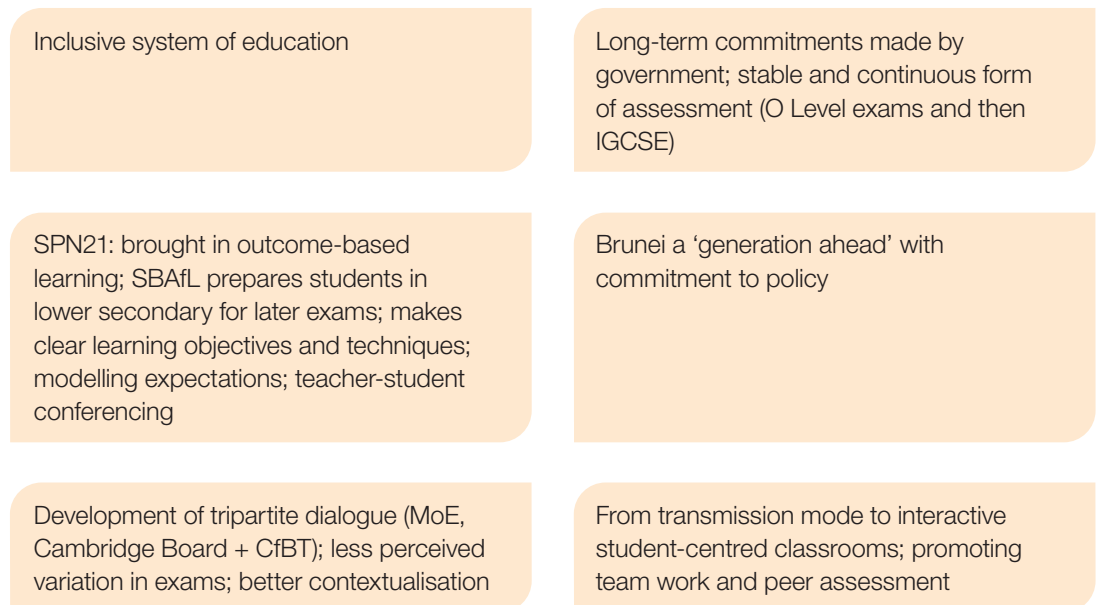 Inclusive system of education
Long-term commitments made by
government; stable and continuous form
of assessment (O Level exams and then
IGCSE)
SPN21: brought in outcome-based
learning; SBAfL prepares students in
lower secondary for later exams; makes
clear learning objectives and techniques;
modelling expectations; teacher-student
conferencing
Brunei a ‘generation ahead’ with
commitment to policy
Development of tripartite dialogue (MoE,
Cambridge Board + CfBT); less perceived
variation in exams; better contextualisation
From transmission mode to interactive
student-centred classrooms; promoting
team work and peer assessment